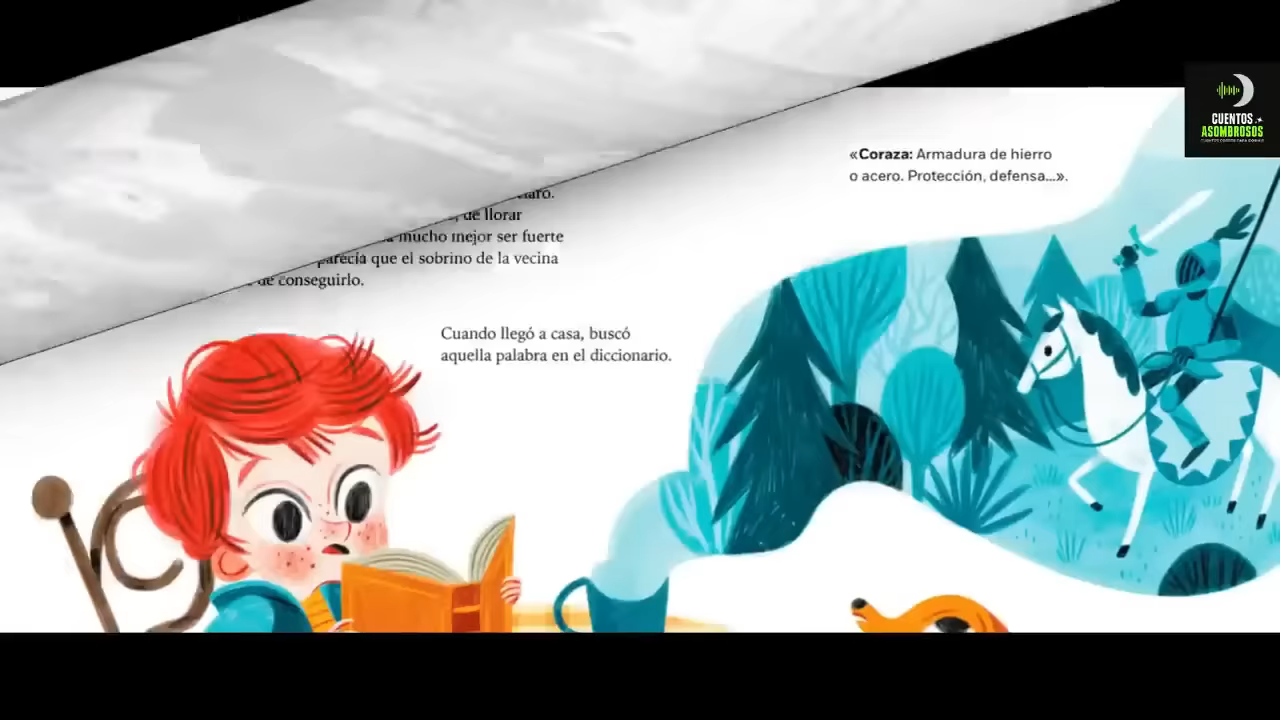 de llorar
mucho mejor ser fuerte
parecía que el sobrino de la vecina
de conseguirlo.
Cuando llegó a casa, buscó
aquella palabra en el diccionario.
«Coraza: Armadura de hierro
o acero. Protección, defensa...».
CUENTOS
ASOMBROSOS